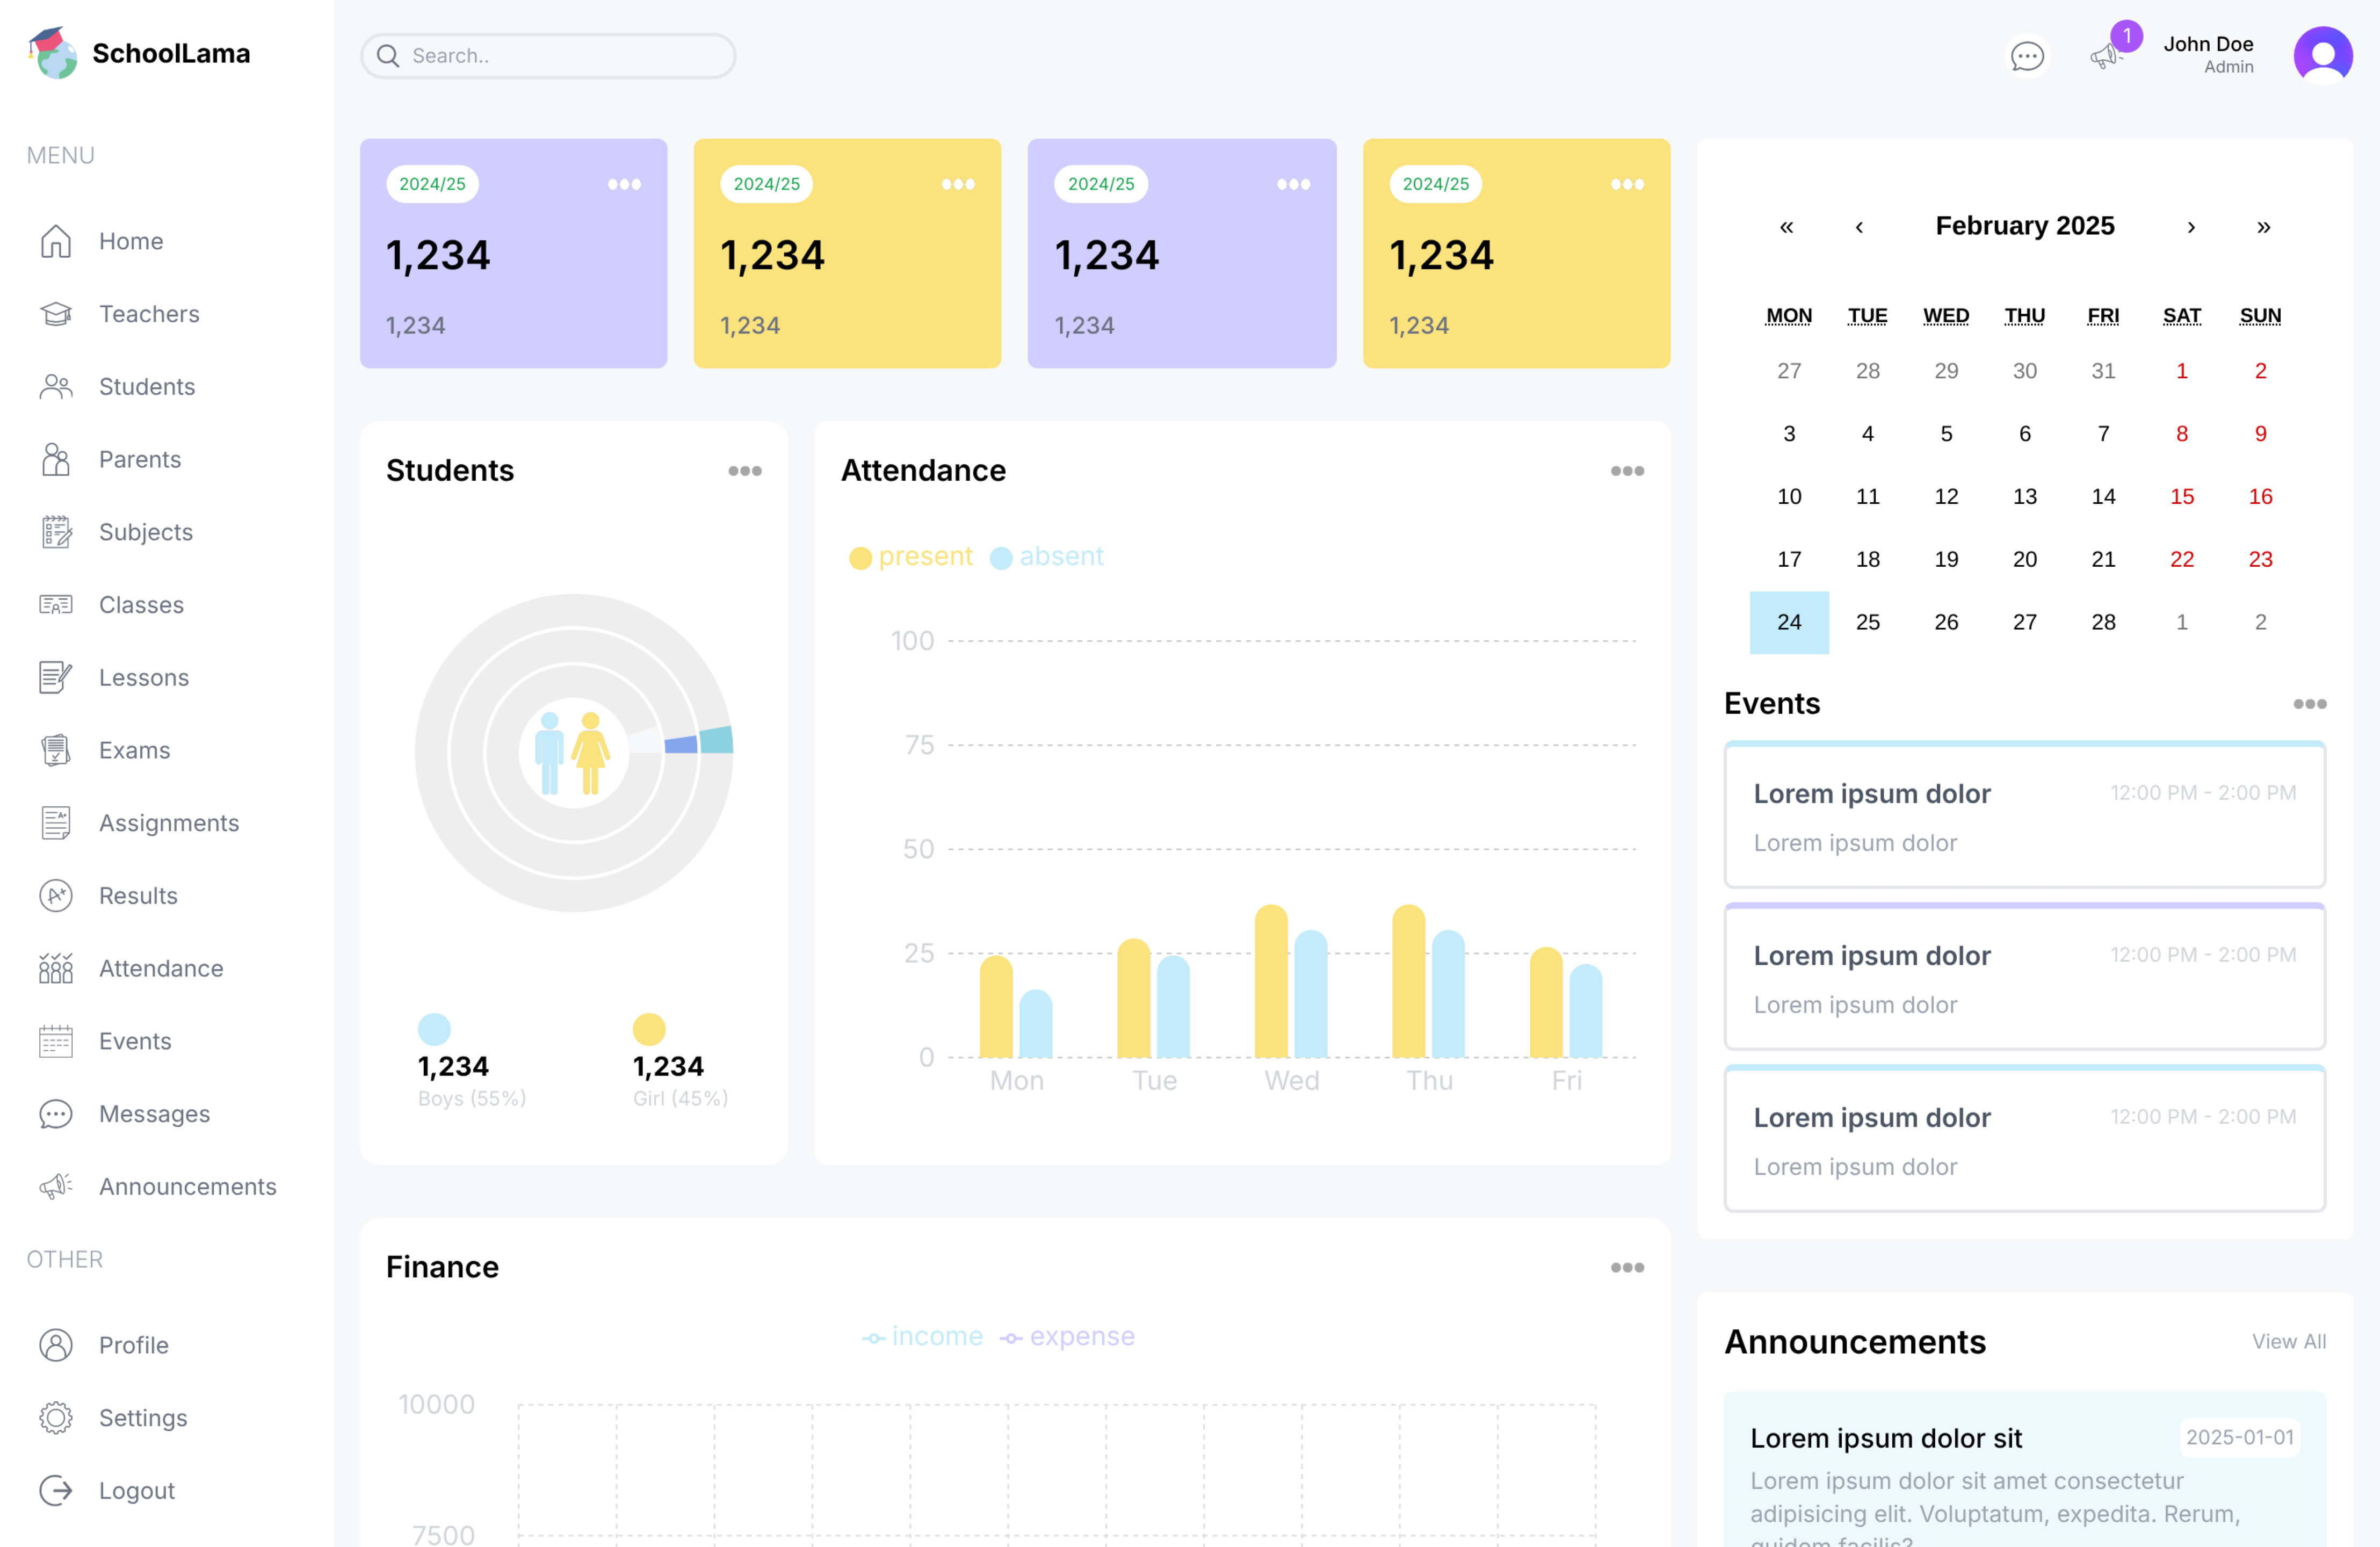 SchoolLama
MENU
Home
Teachers
Students
Parents
Subjects
Classes
Lessons
Exams
Assignments
Results
Attendance
Events
Messages
Announcements
OTHER
Profile
Settings
Logout
Search..
1
John Doe
Admin
2024/25
1,234
1,234
2024/25
1,234
1,234
2024/25
1,234
1,234
2024/25
1,234
1,234
Students
1,234
Boys (55%)
1,234
Girl (45%)
Attendance
present absent
100
75
50
25
0
Mon Tue Wed Thu Fri
Finance
income expense
10000
7500
« ‹ February 2025 › »
MON TUE WED THU FRI SAT SUN
27 28 29 30 31 1 2
3 4 5 6 7 8 9
10 11 12 13 14 15 16
17 18 19 20 21 22 23
24 25 26 27 28 1 2
Events
Lorem ipsum dolor 12:00 PM - 2:00 PM
Lorem ipsum dolor
Lorem ipsum dolor 12:00 PM - 2:00 PM
Lorem ipsum dolor
Lorem ipsum dolor 12:00 PM - 2:00 PM
Lorem ipsum dolor
Announcements View All
Lorem ipsum dolor sit 2025-01-01
Lorem ipsum dolor sit amet consectetur
adipisicing elit. Voluptatum, expedita. Rerum,
quidem facilis?